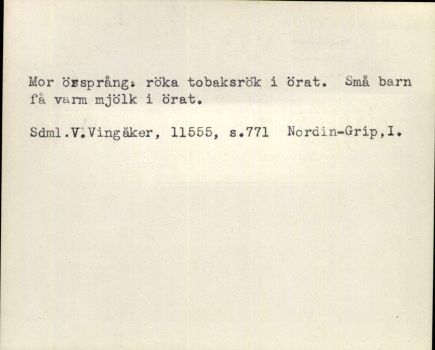 Mor örsprång: röka tobaksrök i örat. Små barn
få varm mjölk i örat.
Sdml.V.Vingåker, 11555, s.771 Nordin-Grip,I.